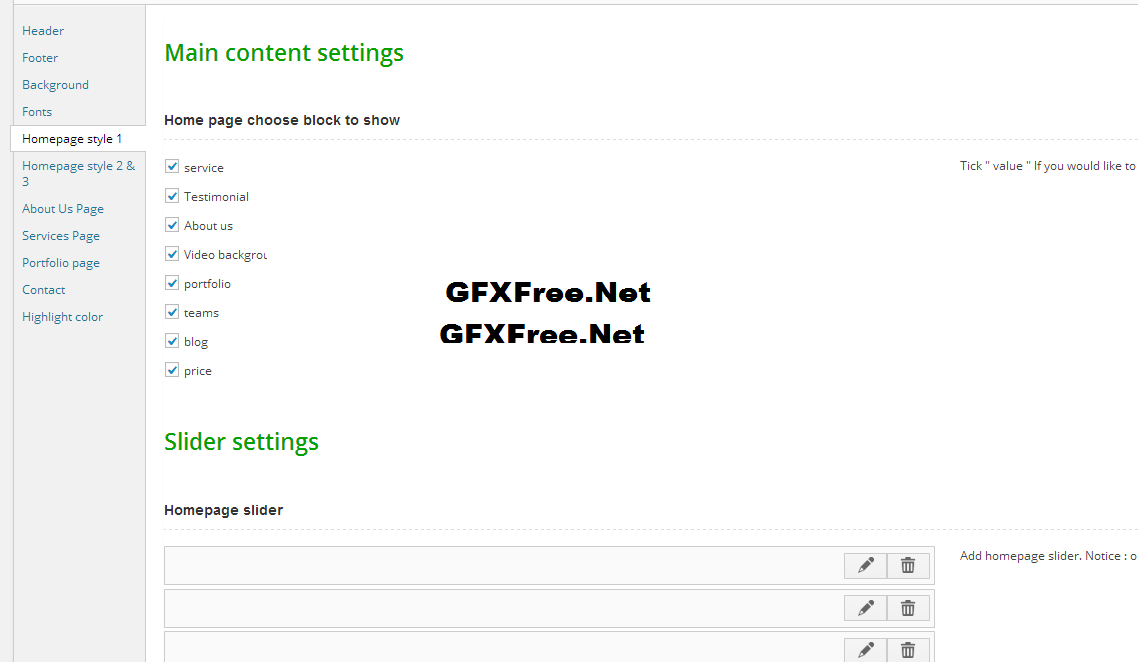 Header
Footer
Background
Fonts
Homepage style 1
Homepage style 2 &
3
About Us Page
Services Page
Portfolio page
Contact
Highlight color
Main content settings
Home page choose block to show
service
Testimonial
About us
Video backgrou
portfolio
teams
blog
price
Tick " value " If you would like to
GFXFree.Net
GFXFree.Net
Slider settings
Homepage slider
Add homepage slider. Notice : o